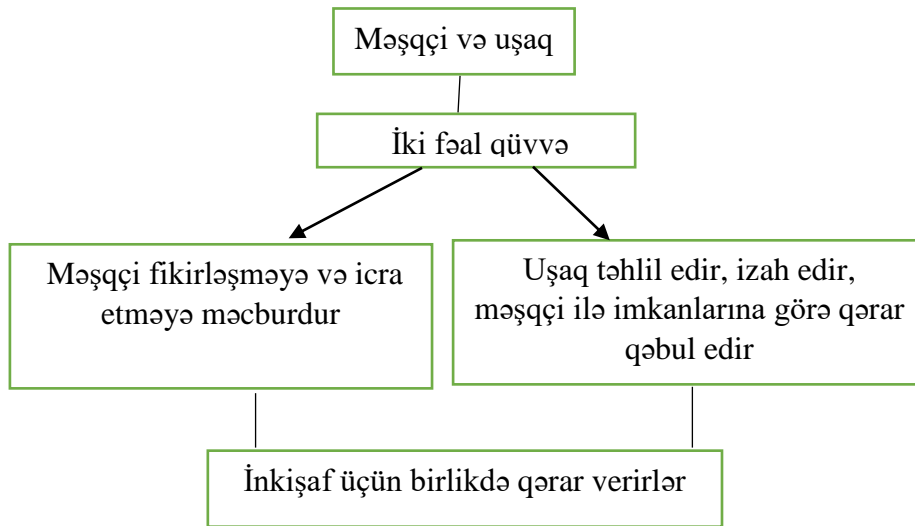 Məşqçi və uşaq
İki fəal qüvvə
Məşqçi fikirləşməyə və icra
etməyə məcburdur
Uşaq təhlil edir, izah edir,
məşqçi ilə imkanlarına görə qərar
qəbul edir
İnkişaf üçün birlikdə qərar verirlər